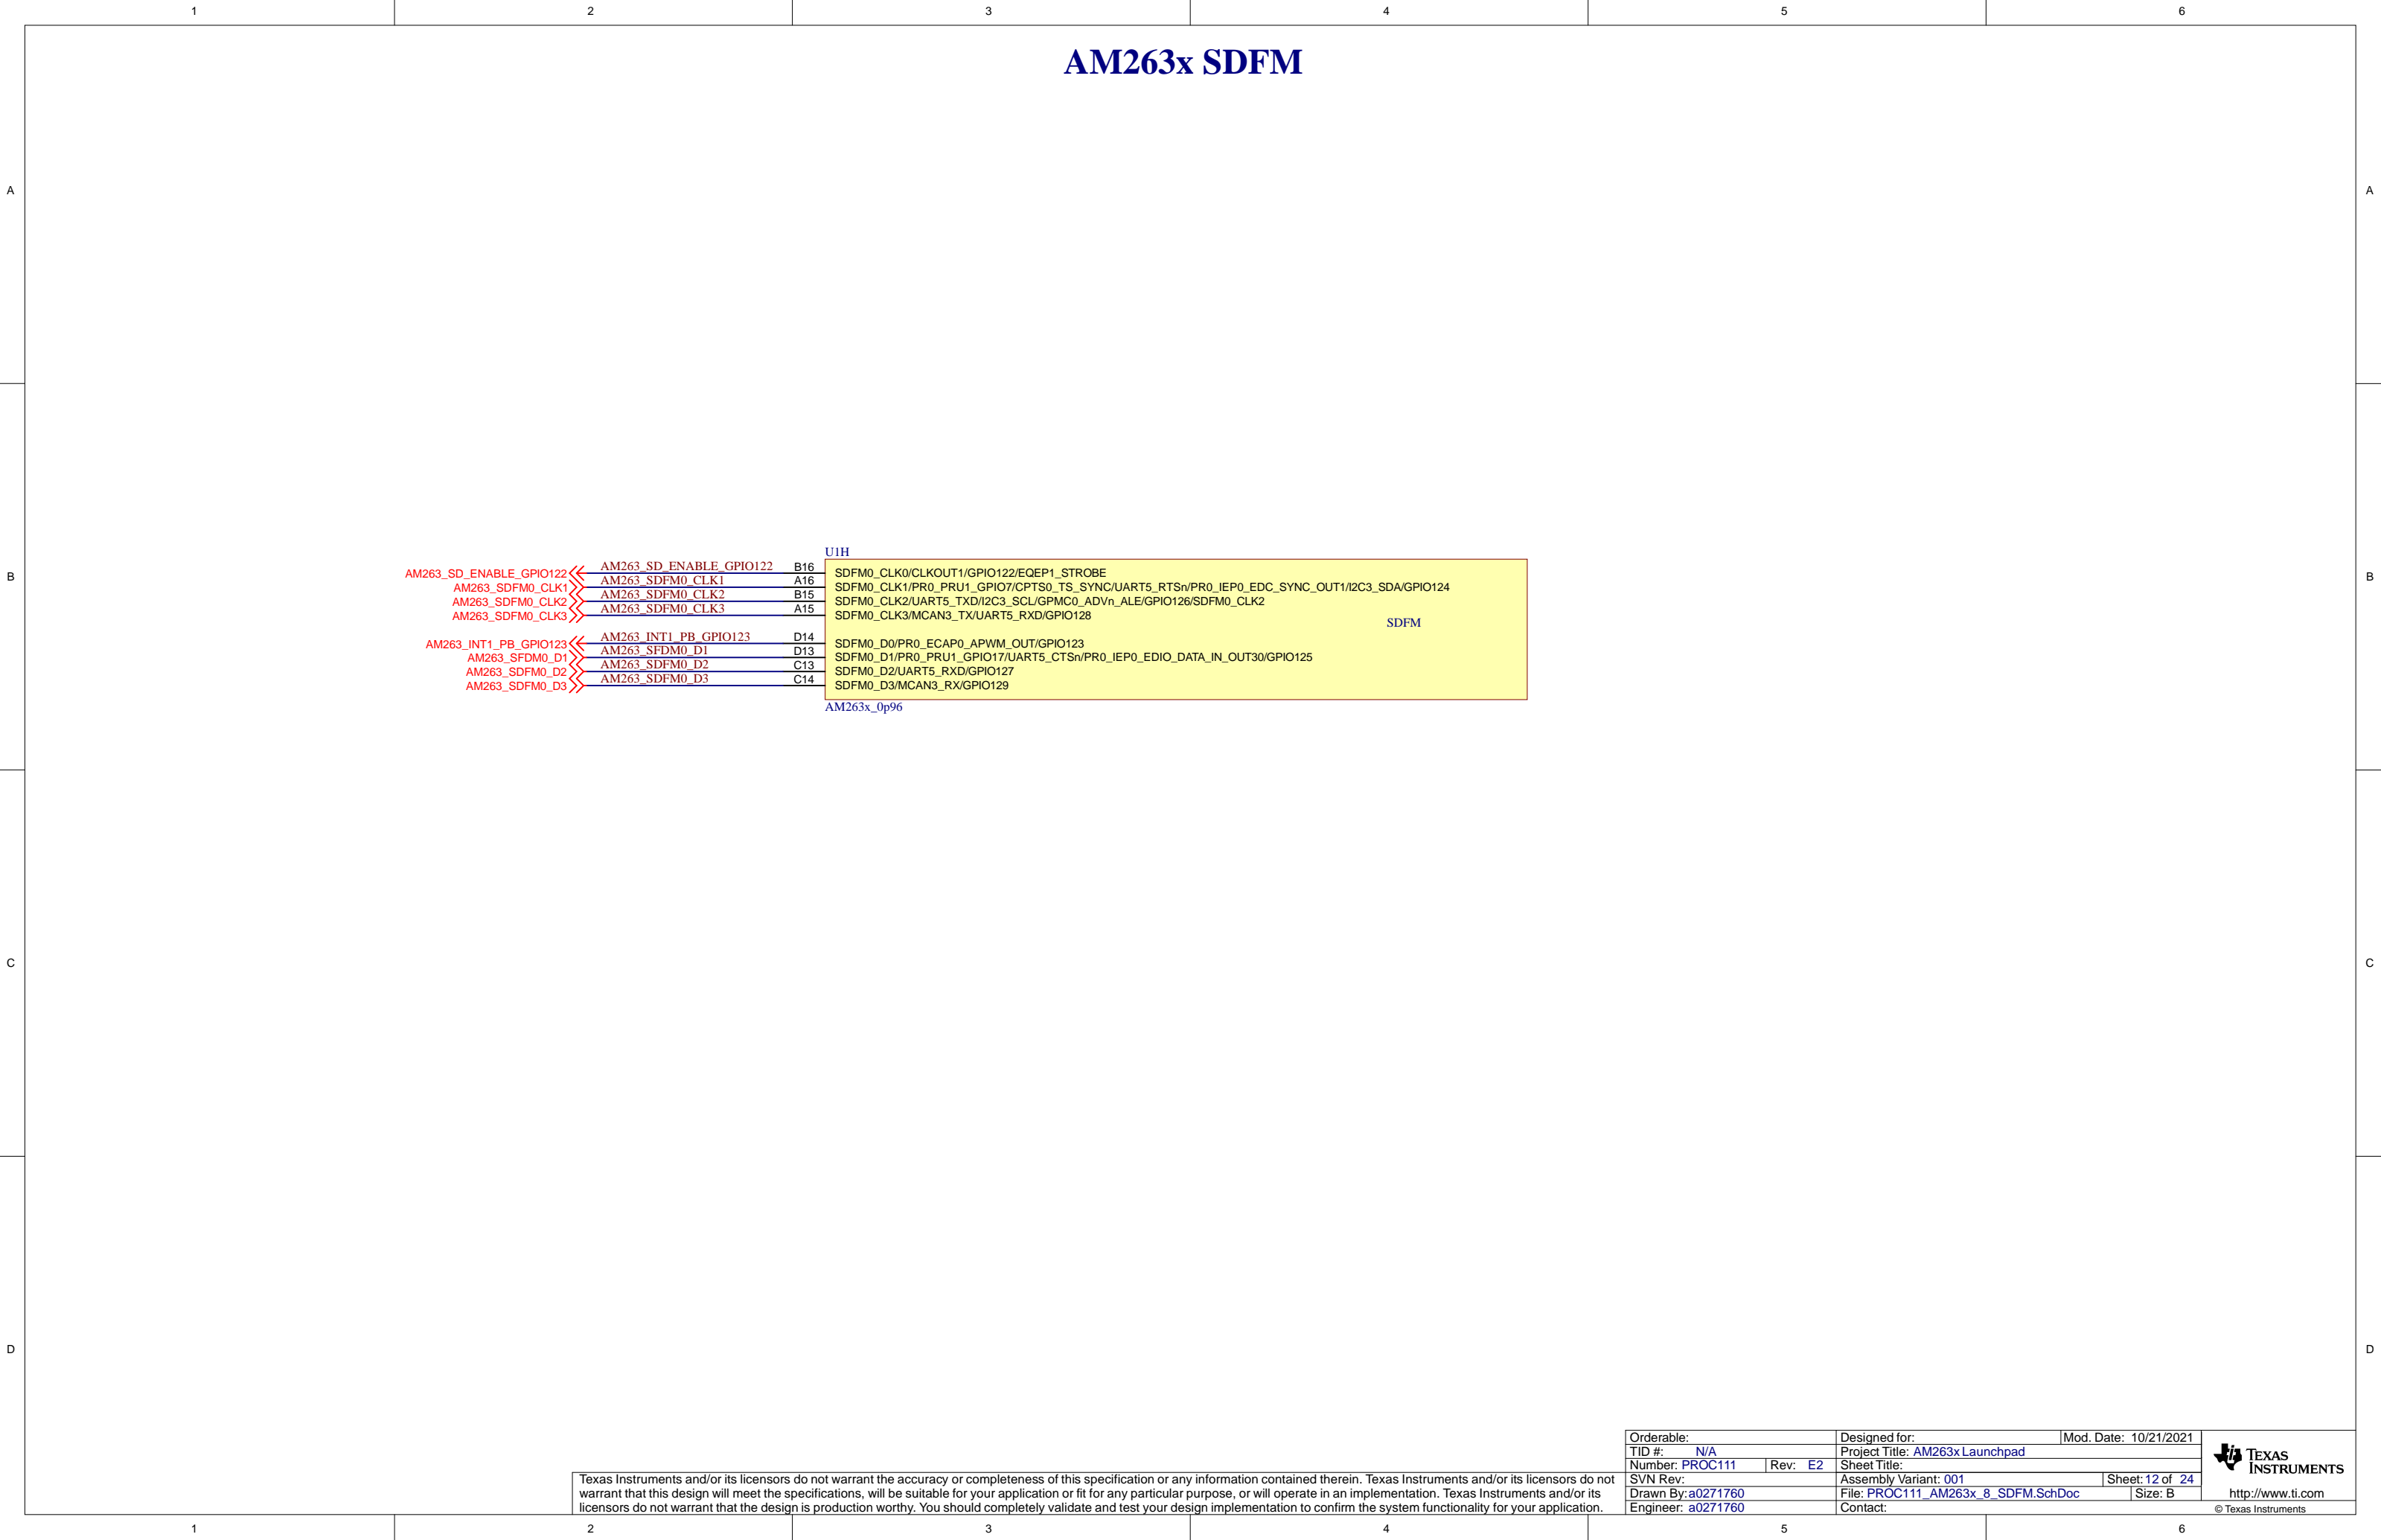 1 2 3 4 5 6
AM263x SDFM
A A
B B
U1H
AM263_SD_ENABLE_GPIO122 AM263_SD_ENABLE_GPIO122 B16 SDFM0_CLK0/CLKOUT1/GPIO122/EQEP1_STROBE
AM263_SDFM0_CLK1 AM263_SDFM0_CLK1 A16 SDFM0_CLK1/PR0_PRU1_GPIO7/CPTS0_TS_SYNC/UART5_RTSn/PR0_IEP0_EDC_SYNC_OUT1/I2C3_SDA/GPIO124
AM263_SDFM0_CLK2 AM263_SDFM0_CLK2 B15 SDFM0_CLK2/UART5_TXD/I2C3_SCL/GPMC0_ADVn_ALE/GPIO126/SDFM0_CLK2
AM263_SDFM0_CLK3 AM263_SDFM0_CLK3 A15 SDFM0_CLK3/MCAN3_TX/UART5_RXD/GPIO128
SDFM
AM263_INT1_PB_GPIO123 AM263_INT1_PB_GPIO123 D14 SDFM0_D0/PR0_ECAP0_APWM_OUT/GPIO123
AM263_SFDM0_D1 AM263_SFDM0_D1 D13 SDFM0_D1/PR0_PRU1_GPIO17/UART5_CTSn/PR0_IEP0_EDIO_DATA_IN_OUT30/GPIO125
AM263_SDFM0_D2 AM263_SDFM0_D2 C13 SDFM0_D2/UART5_RXD/GPIO127
AM263_SDFM0_D3 AM263_SDFM0_D3 C14 SDFM0_D3/MCAN3_RX/GPIO129
AM263x_0p96
C C
D D
Texas Instruments and/or its licensors do not warrant the accuracy or completeness of this specification or any information contained therein. Texas Instruments and/or its licensors do not
warrant that this design will meet the specifications, will be suitable for your application or fit for any particular purpose, or will operate in an implementation. Texas Instruments and/or its
licensors do not warrant that the design is production worthy. You should completely validate and test your design implementation to confirm the system functionality for your application.
Orderable: Designed for: Mod. Date: 10/21/2021
TID #: N/A Project Title: AM263x Launchpad
Number: PROC111 Rev: E2 Sheet Title:
SVN Rev: Assembly Variant: 001 Sheet: 12 of 24
Drawn By: a0271760 File: PROC111_AM263x_8_SDFM.SchDoc Size: B
Engineer: a0271760 Contact:
TEXAS
INSTRUMENTS
http://www.ti.com
© Texas Instruments
1 2 3 4 5 6